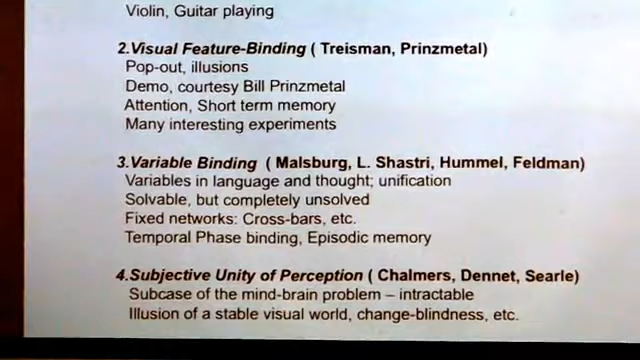 Violin, Guitar playing
2.Visual Feature-Binding ( Treisman, Prinzmetal)
Pop-out, illusions
Demo, courtesy Bill Prinzmetal
Attention, Short term memory
Many interesting experiments
3.Variable Binding ( Malsburg, L. Shastri, Hummel, Feldman)
Variables in language and thought; unification
Solvable, but completely unsolved
Fixed networks: Cross-bars, etc.
Temporal Phase binding, Episodic memory
4.Subjective Unity of Perception ( Chalmers, Dennet, Searle)
Subcase of the mind-brain problem – intractable
Illusion of a stable visual world, change-blindness, etc.